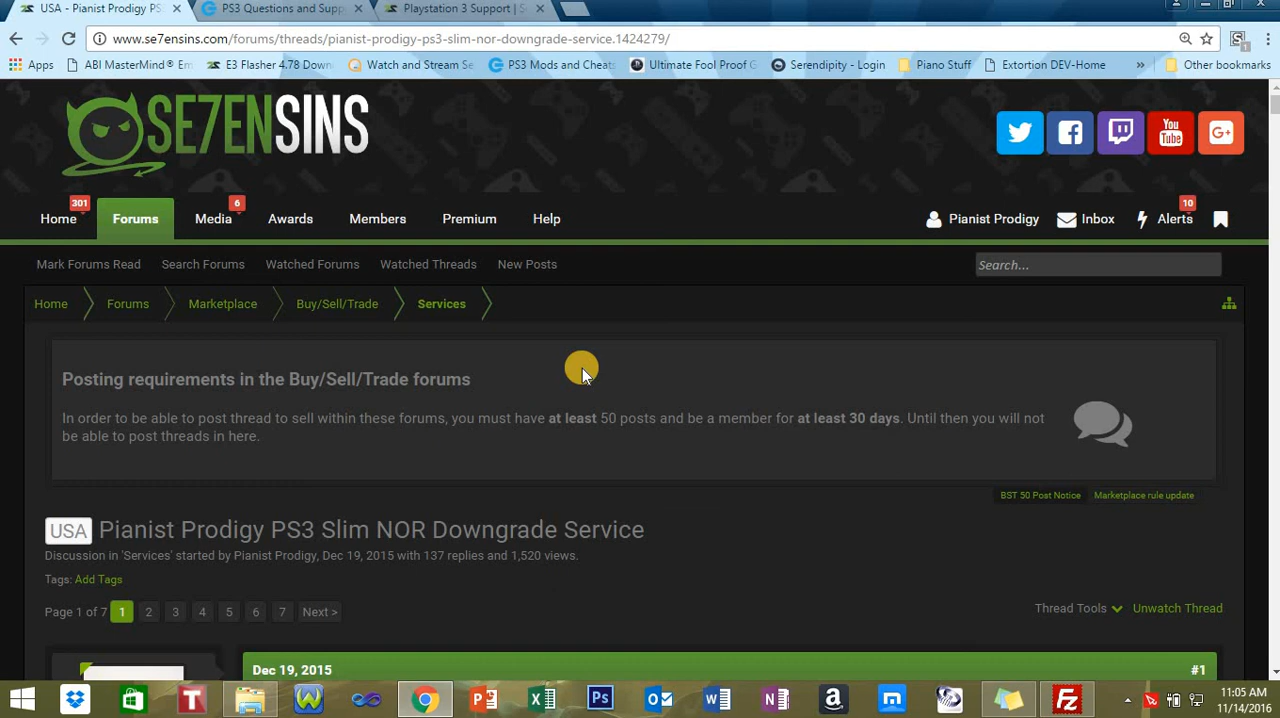 USA - Pianist Prodigy PS
PS3 Questions and Suppo
Playstation 3 Support | S
www.se7ensins.com/forums/threads/pianist-prodigy-ps3-slim-nor-downgrade-service.1424279/
Apps
ABI MasterMind® Em
E3 Flasher 4.78 Down
Watch and Stream Se
PS3 Mods and Cheats
Ultimate Fool Proof G
Serendipity - Login
Piano Stuff
Extortion DEV-Home
»
Other bookmarks
SE7ENSINS
You Tube
G+
301
6
10
Home
Forums
Media
Awards
Members
Premium
Help
Pianist Prodigy
Inbox
Alerts
Mark Forums Read
Search Forums
Watched Forums
Watched Threads
New Posts
Search...
Home
Forums
Marketplace
Buy/Sell/Trade
Services
Posting requirements in the Buy/Sell/Trade forums
In order to be able to post thread to sell within these forums, you must have at least 50 posts and be a member for at least 30 days. Until then you will not
be able to post threads in here.
BST 50 Post Notice
Marketplace rule update
USA Pianist Prodigy PS3 Slim NOR Downgrade Service
Discussion in 'Services' started by Pianist Prodigy, Dec 19, 2015 with 137 replies and 1,520 views.
Tags: Add Tags
Page 1 of 7 1 2 3 4 5 6 7 Next >
Thread Tools
Unwatch Thread
Dec 19, 2015
#1
11:05 AM
11/14/2016